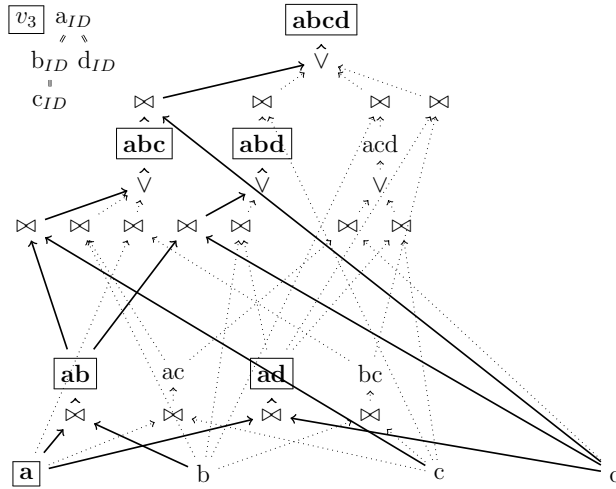 v3 aID abcd
bID dID ∨
cID ⋈ ⋈ ⋈ ⋈
abc abd acd
∨ ∨ ∨
⋈ ⋈ ⋈ ⋈ ⋈ ⋈ ⋈
ab ac ad bc
⋈ ⋈ ⋈ ⋈
a b c